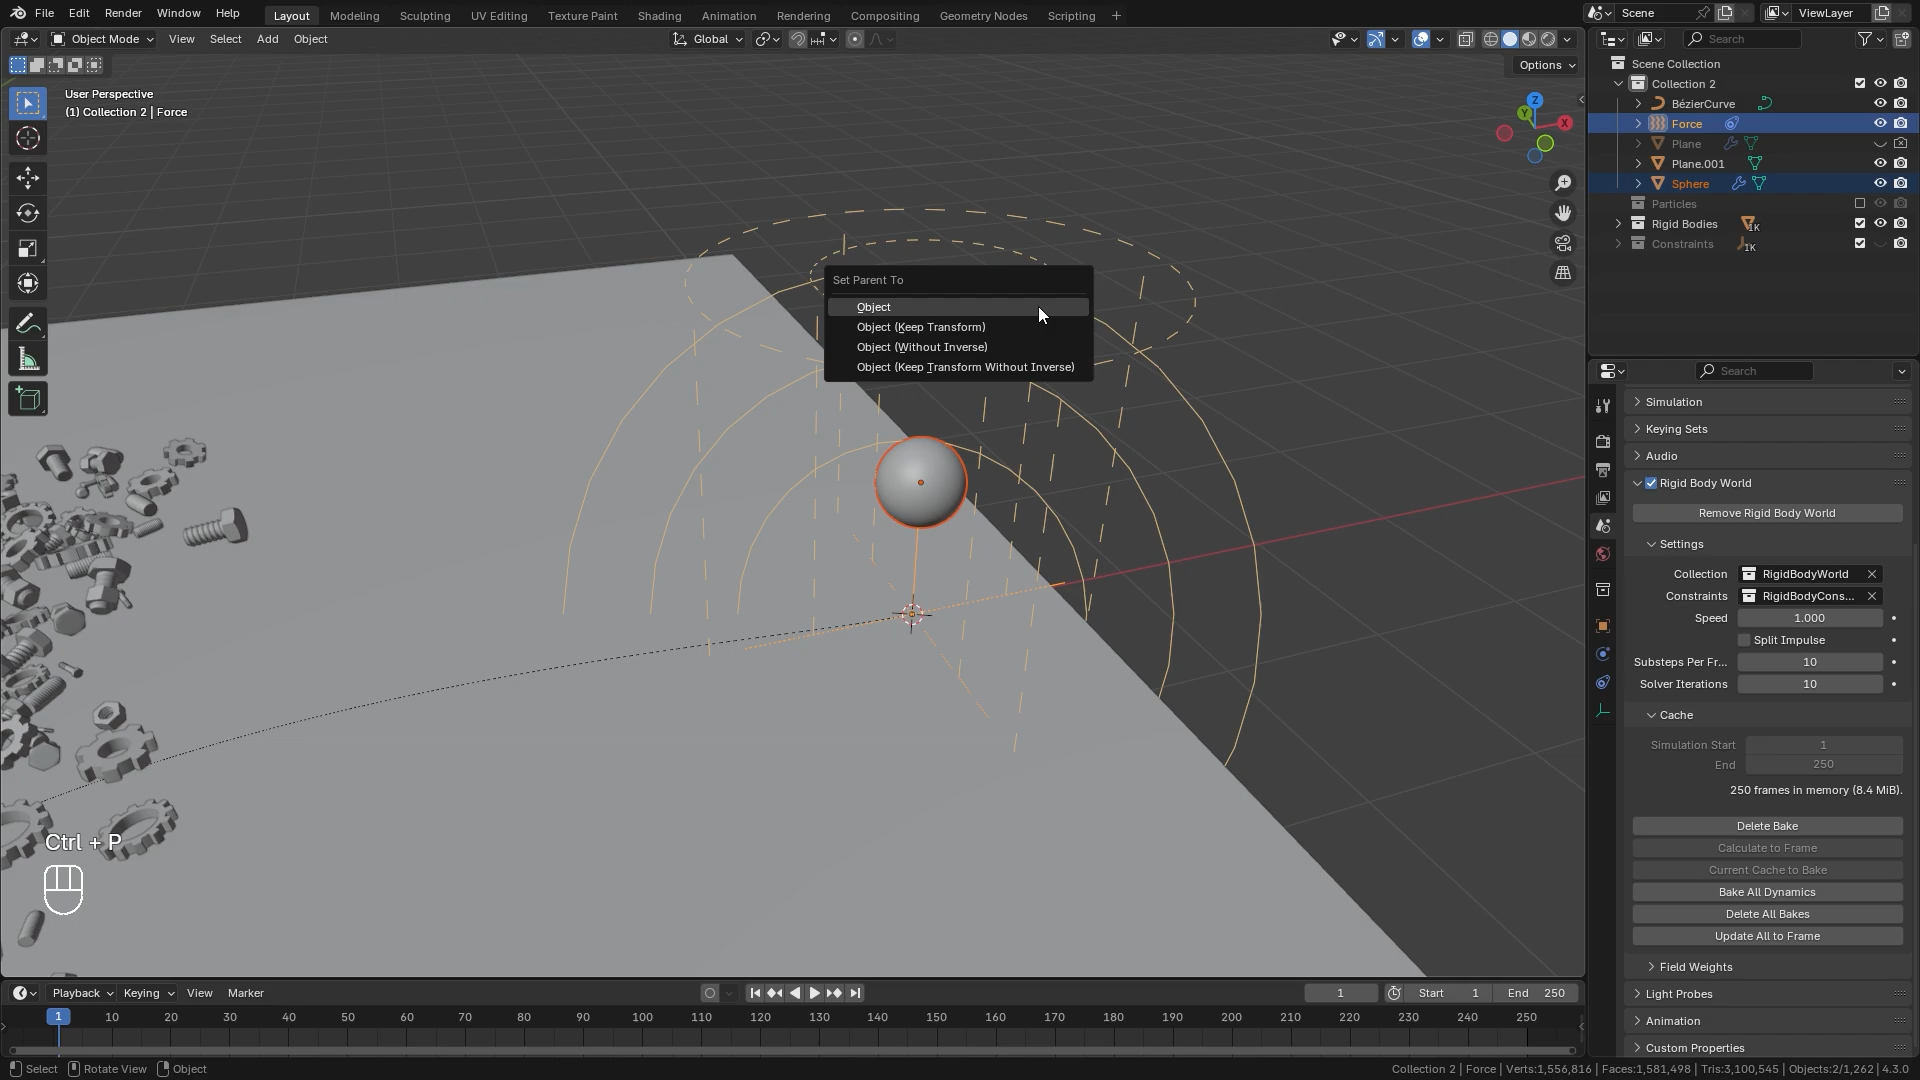 File Edit Render Window Help
Layout Modeling Sculpting UV Editing Texture Paint Shading Animation Rendering Compositing Geometry Nodes Scripting +
Scene
ViewLayer
Object Mode View Select Add Object
Global
Options
User Perspective
(1) Collection 2 | Force
Z
Y
X
Set Parent To
Object
Object (Keep Transform)
Object (Without Inverse)
Object (Keep Transform Without Inverse)
Ctrl + P
Search
Scene Collection
Collection 2
BézierCurve
Force
Plane
Plane.001
Sphere
Particles
Rigid Bodies 1K
Constraints 1K
Search
Simulation
Keying Sets
Audio
Rigid Body World
Remove Rigid Body World
Settings
Collection RigidBodyWorld
Constraints RigidBodyCons...
Speed 1.000
Split Impulse
Substeps Per Fr... 10
Solver Iterations 10
Cache
Simulation Start 1
End 250
250 frames in memory (8.4 MiB).
Delete Bake
Calculate to Frame
Current Cache to Bake
Bake All Dynamics
Delete All Bakes
Update All to Frame
Field Weights
Light Probes
Animation
Custom Properties
Playback Keying View Marker
1 Start 1 End 250
1 10 20 30 40 50 60 70 80 90 100 110 120 130 140 150 160 170 180 190 200 210 220 230 240 250
Select Rotate View Object
Collection 2 | Force | Verts:1,556,816 | Faces:1,581,498 | Tris:3,100,545 | Objects:2/1,262 | 4.3.0